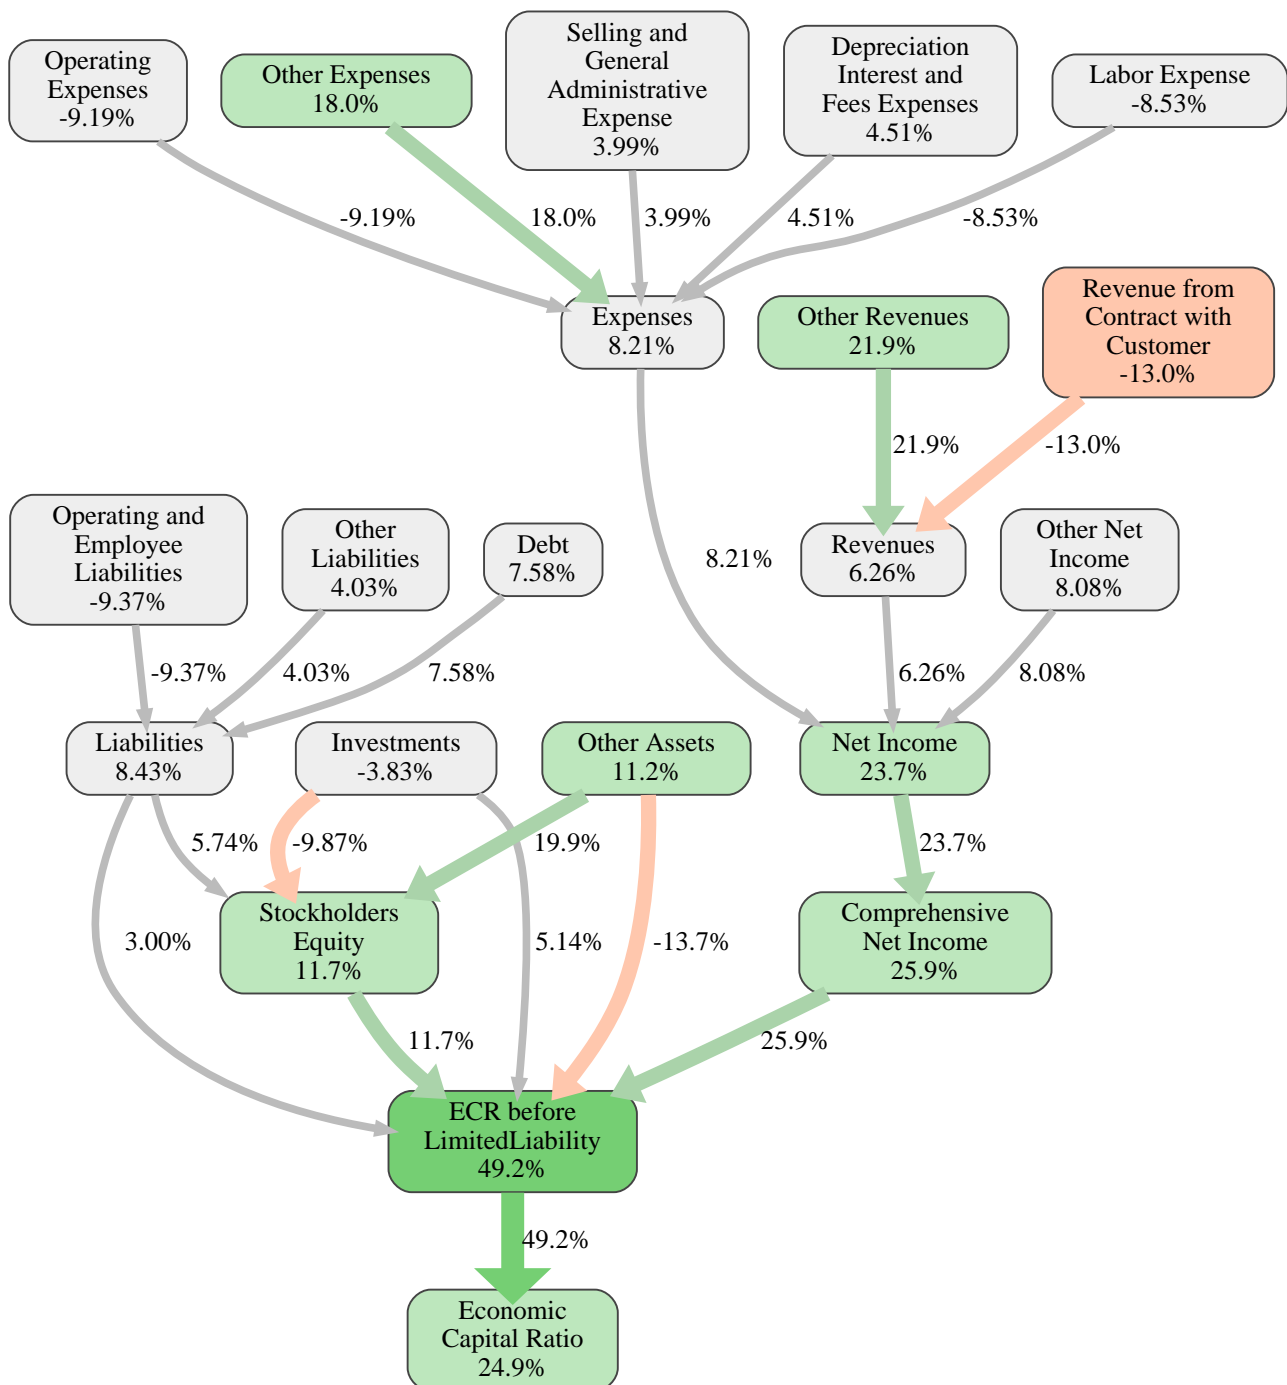 Operating
Expenses
-9.19%
Other Expenses
18.0%
Selling and
General
Administrative
Expense
3.99%
Depreciation
Interest and
Fees Expenses
4.51%
Labor Expense
-8.53%
-9.19%
18.0%
3.99%
4.51%
-8.53%
Expenses
8.21%
Other Revenues
21.9%
Revenue from
Contract with
Customer
-13.0%
21.9%
-13.0%
Operating and
Employee
Liabilities
-9.37%
Other
Liabilities
4.03%
Debt
7.58%
8.21%
Revenues
6.26%
Other Net
Income
8.08%
-9.37%
4.03%
7.58%
6.26%
8.08%
Liabilities
8.43%
Investments
-3.83%
Other Assets
11.2%
Net Income
23.7%
5.74%
-9.87%
19.9%
23.7%
3.00%
Stockholders
Equity
11.7%
5.14%
-13.7%
Comprehensive
Net Income
25.9%
11.7%
25.9%
ECR before
LimitedLiability
49.2%
49.2%
Economic
Capital Ratio
24.9%